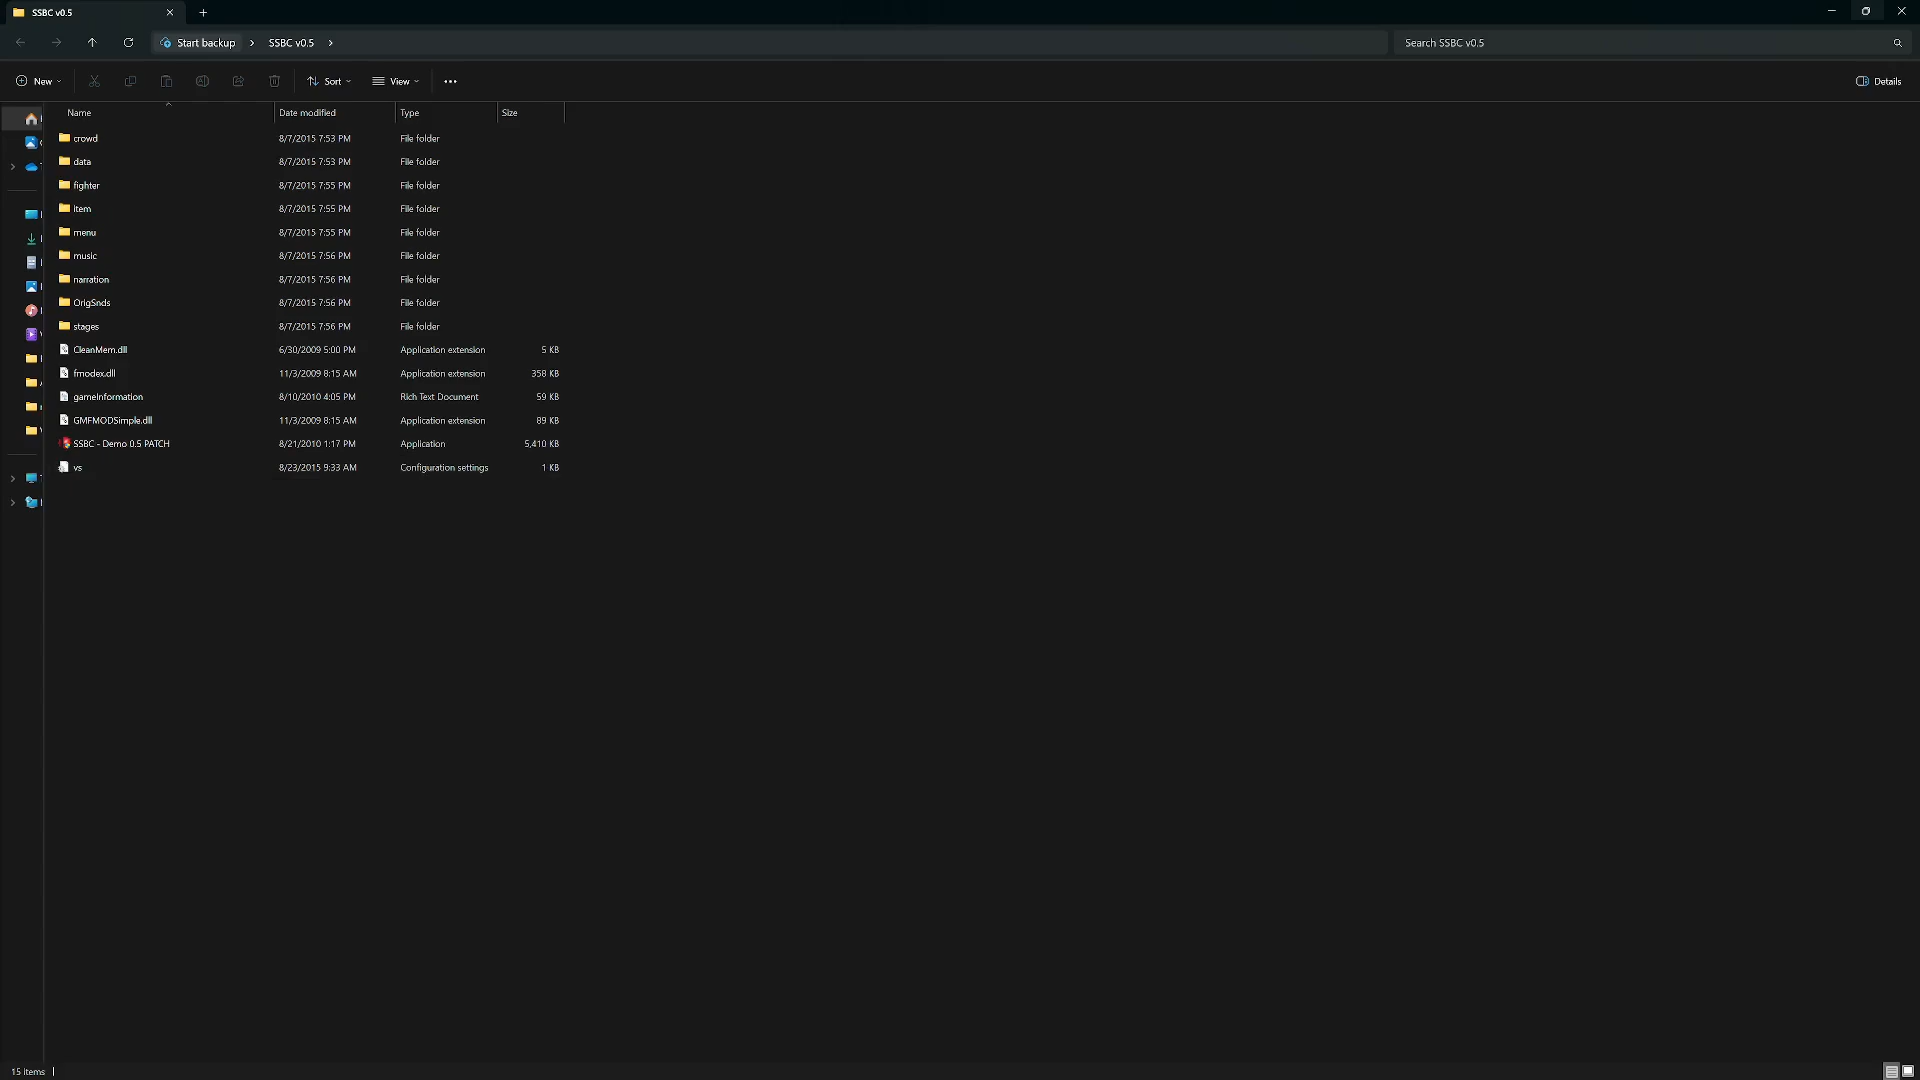 SSBC v0.5
Start backup > SSBC v0.5 >
Search SSBC v0.5
New
Sort
View
Details
Name Date modified Type Size
crowd 8/7/2015 7:53 PM File folder
data 8/7/2015 7:53 PM File folder
fighter 8/7/2015 7:55 PM File folder
item 8/7/2015 7:55 PM File folder
menu 8/7/2015 7:55 PM File folder
music 8/7/2015 7:56 PM File folder
narration 8/7/2015 7:56 PM File folder
OrigSnds 8/7/2015 7:56 PM File folder
stages 8/7/2015 7:56 PM File folder
CleanMem.dll 6/30/2009 5:00 PM Application extension 5 KB
fmodex.dll 11/3/2009 8:15 AM Application extension 358 KB
gameinformation 8/10/2010 4:05 PM Rich Text Document 59 KB
GMFMODSimple.dll 11/3/2009 8:15 AM Application extension 89 KB
SSBC - Demo 0.5 PATCH 8/21/2010 1:17 PM Application 5,410 KB
vs 8/23/2015 9:33 AM Configuration settings 1 KB
15 items